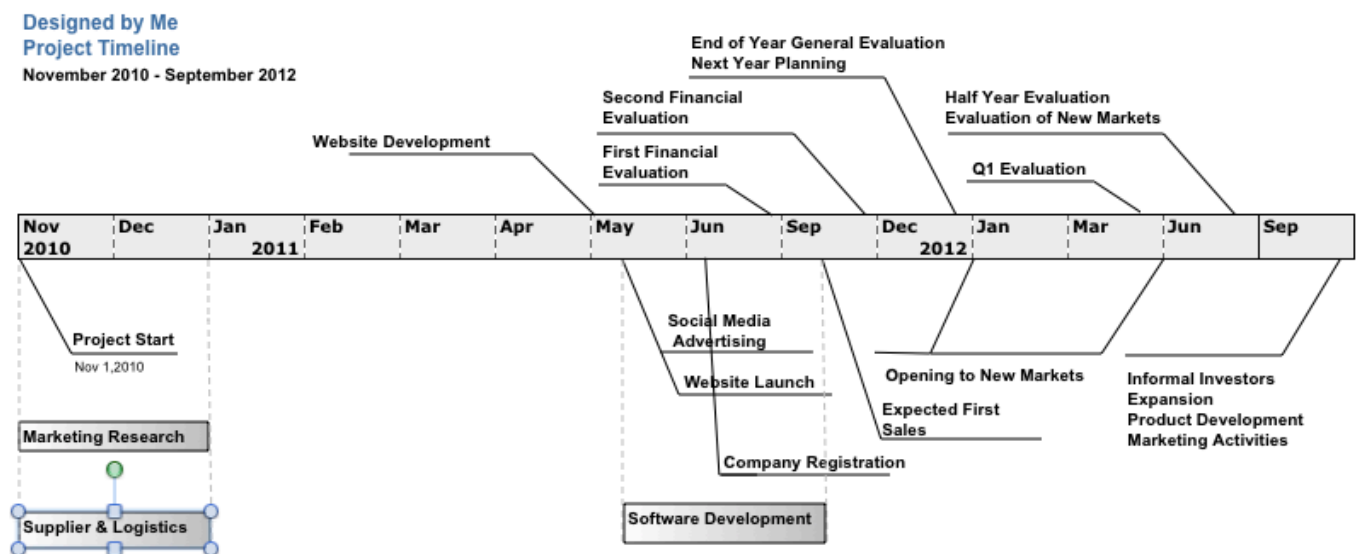 Designed by Me
Project Timeline
November 2010 - September 2012
End of Year General Evaluation
Next Year Planning
Second Financial
Evaluation
Half Year Evaluation
Evaluation of New Markets
Website Development
First Financial
Evaluation
Q1 Evaluation
Nov Dec Jan Feb Mar Apr May Jun Sep Dec Jan Mar Jun Sep
2010 2011 2012
Project Start
Nov 1,2010
Social Media
Advertising
Website Launch
Opening to New Markets
Expected First
Sales
Informal Investors
Expansion
Product Development
Marketing Activities
Marketing Research
Company Registration
Supplier & Logistics
Software Development